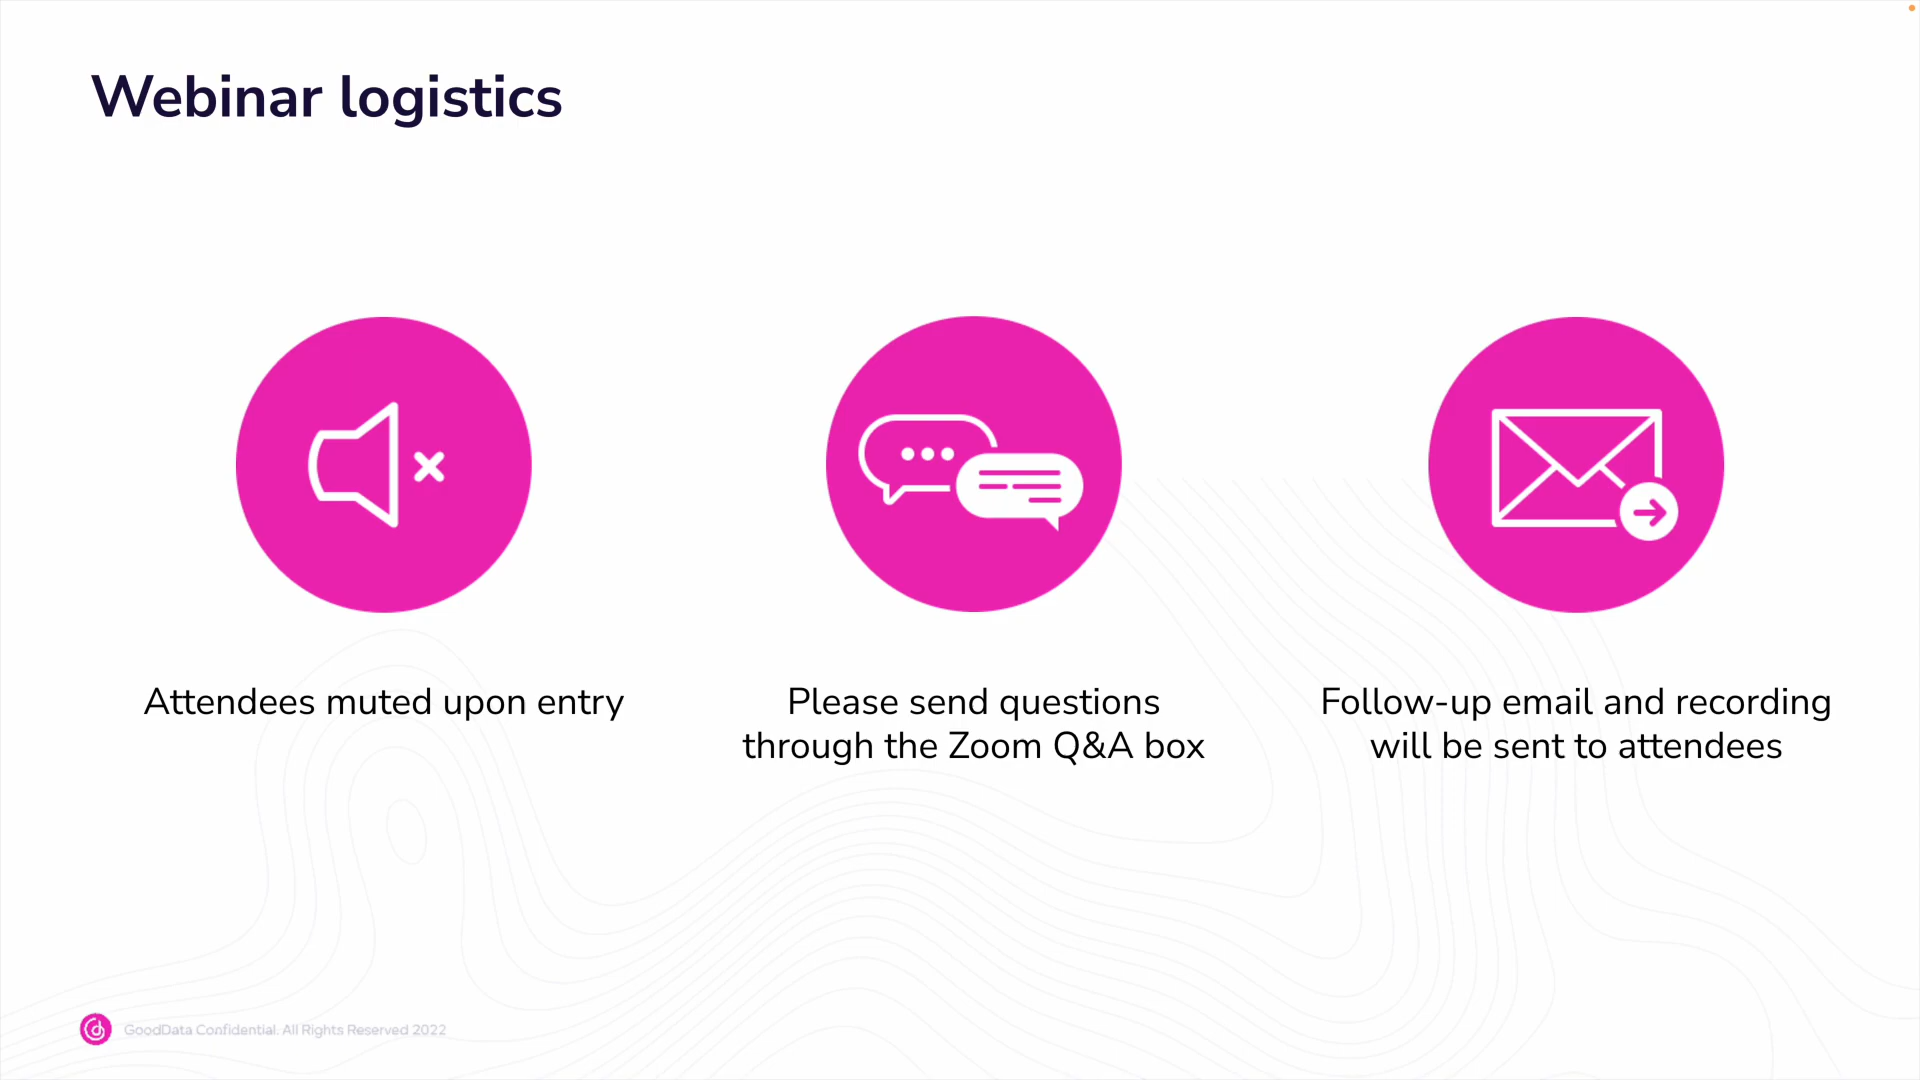 Webinar logistics
Attendees muted upon entry
Please send questions
through the Zoom Q&A box
Follow-up email and recording
will be sent to attendees
GoodData Confidential. All Rights Reserved 2022